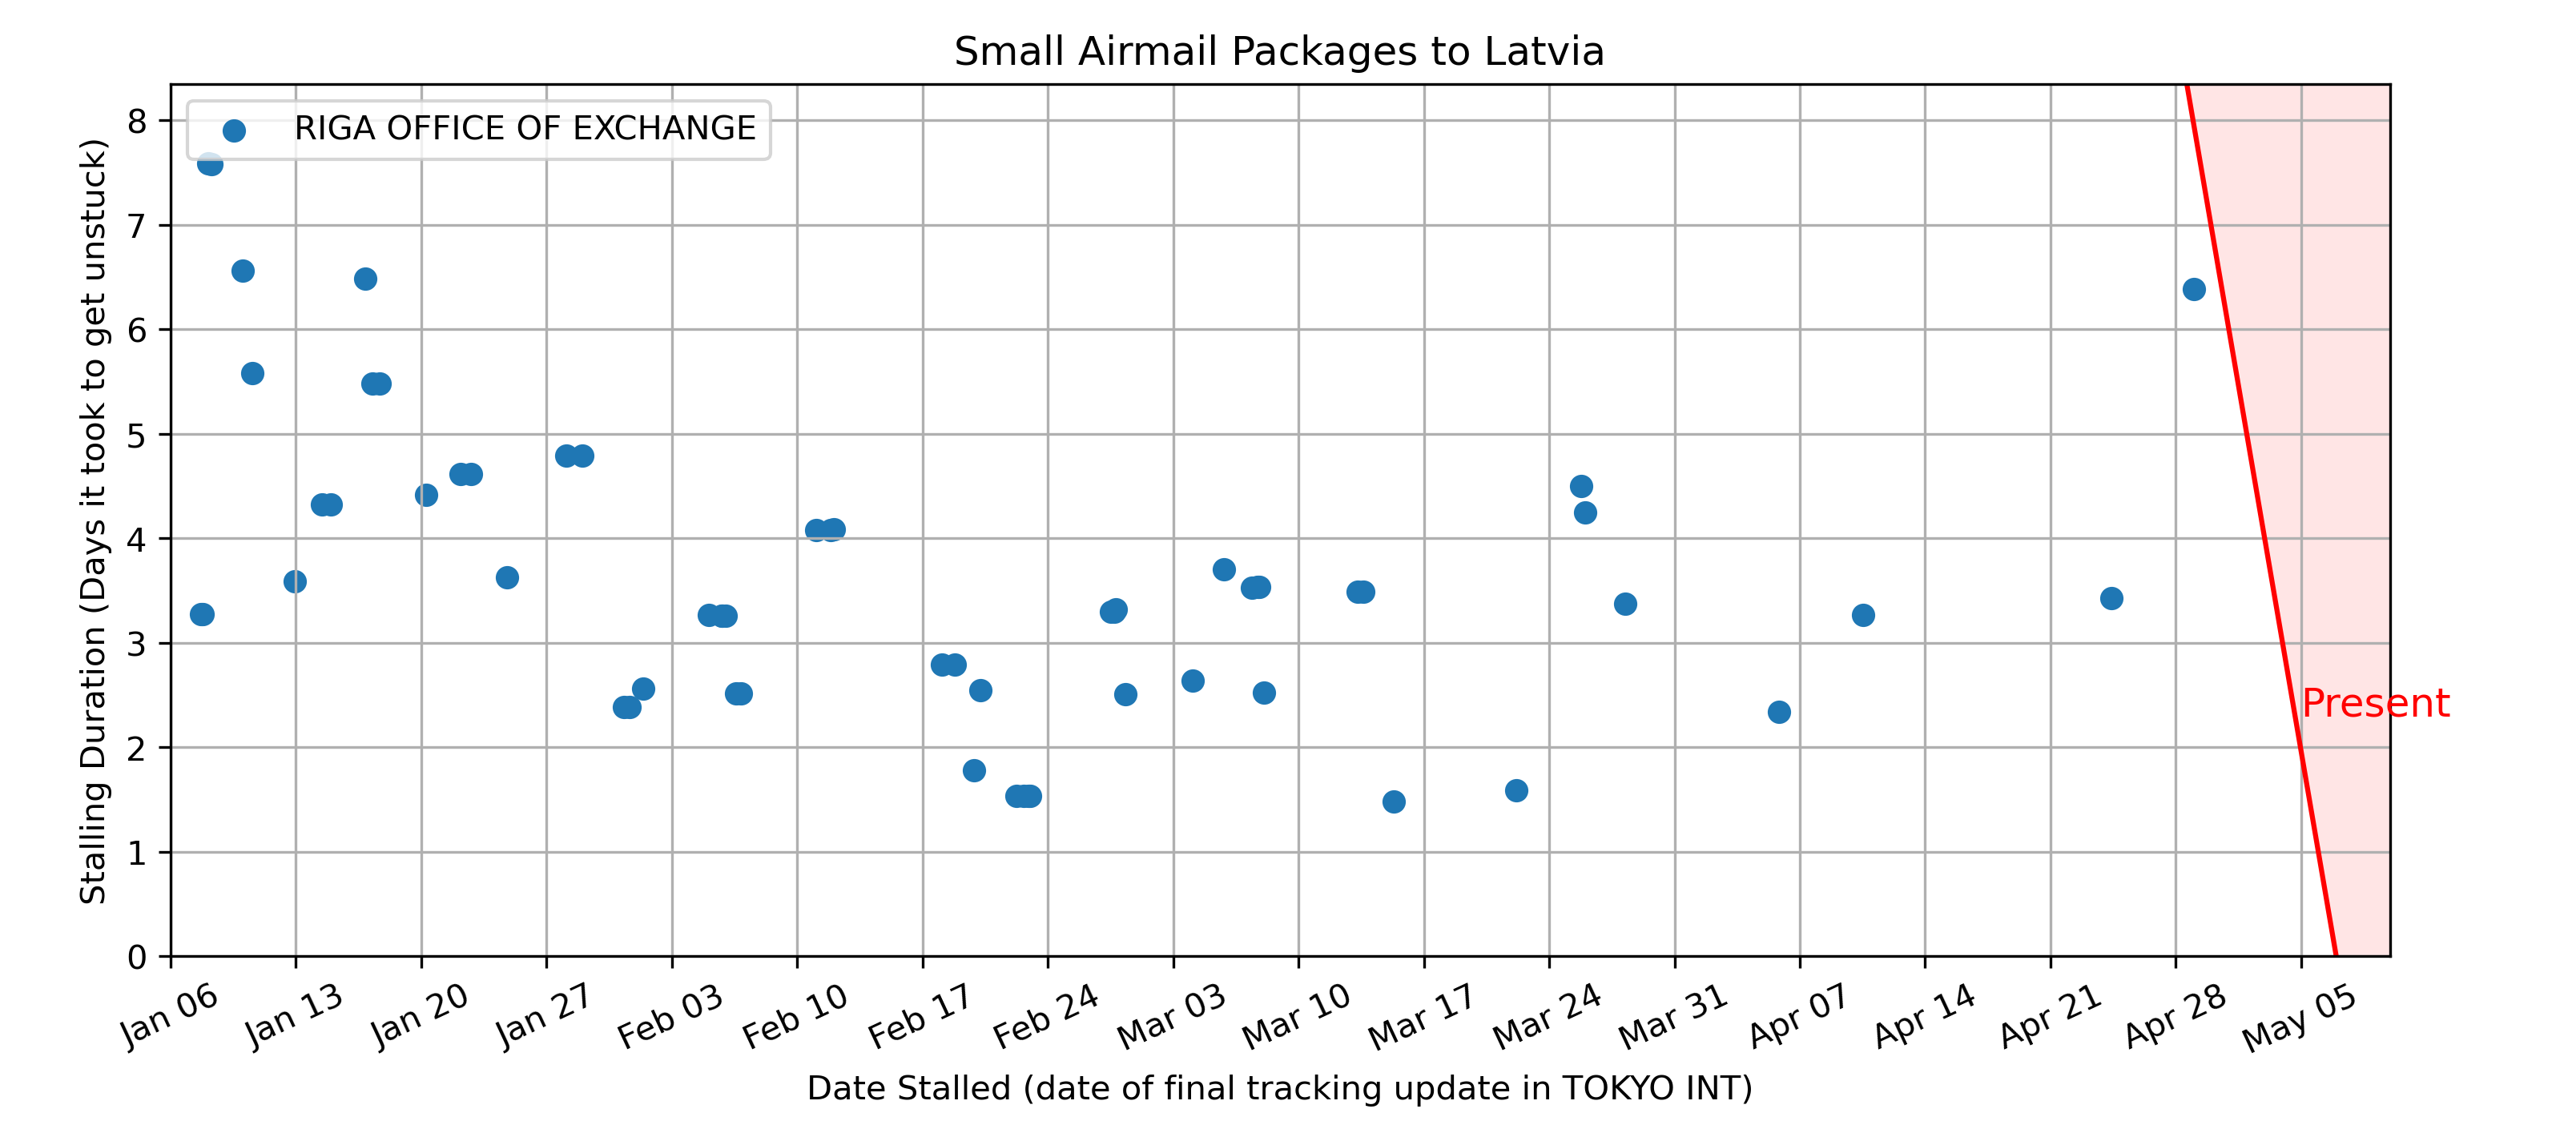 Small Airmail Packages to Latvia
RIGA OFFICE OF EXCHANGE
Stalling Duration (Days it took to get unstuck)
8
7
6
5
4
3
2
1
0
Present
Jan 06
Jan 13
Jan 20
Jan 27
Feb 03
Feb 10
Feb 17
Feb 24
Mar 03
Mar 10
Mar 17
Mar 24
Mar 31
Apr 07
Apr 14
Apr 21
Apr 28
May 05
Date Stalled (date of final tracking update in TOKYO INT)